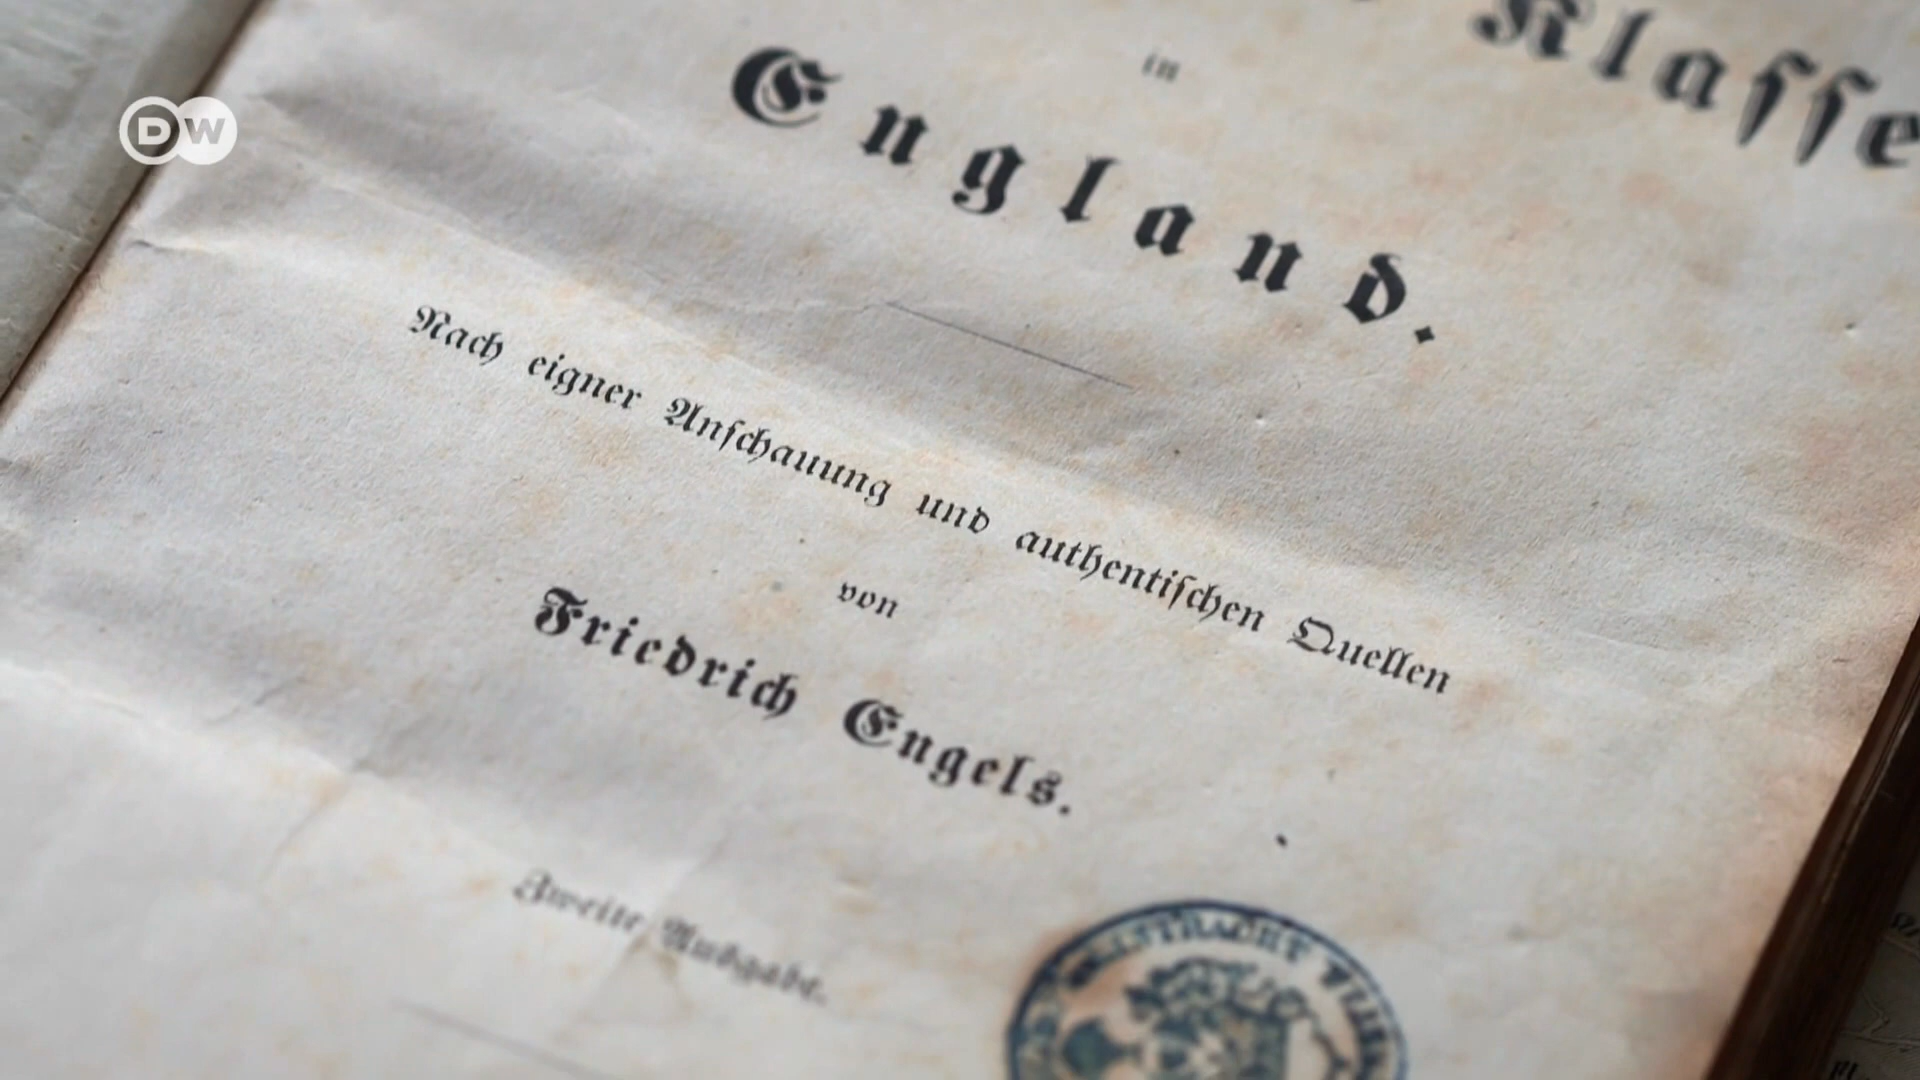 Klasse
in
England.
DW
Nach eigner Anschauung und authentischen Quellen
von
Friedrich Engels.
Zweite Ausgabe.